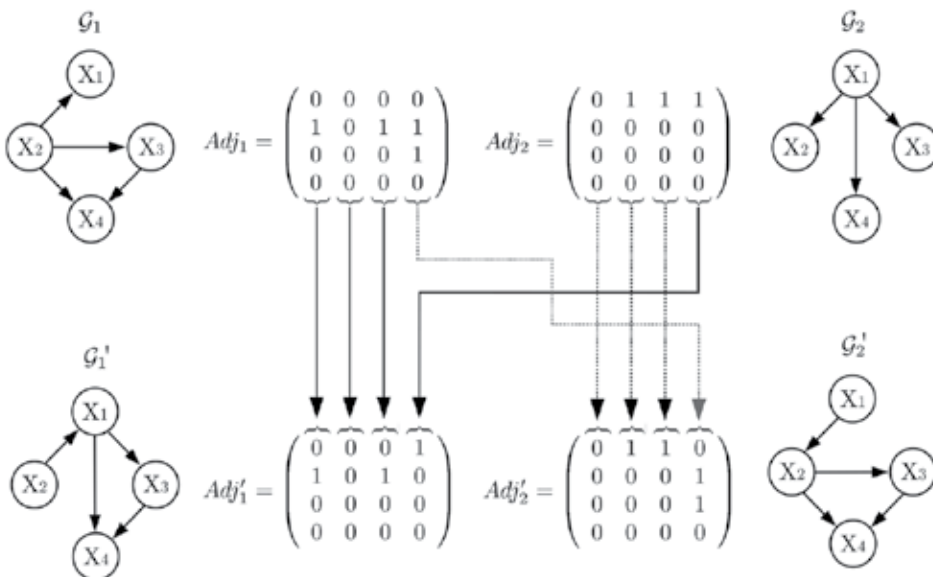 𝒢₁
X₁
X₂
X₃
X₄
Adj₁ =
0 0 0 0
1 0 1 1
0 0 0 1
0 0 0 0
Adj₂ =
0 1 1 1
0 0 0 0
0 0 0 0
0 0 0 0
𝒢₂
X₁
X₂
X₃
X₄
𝒢₁'
X₁
X₂
X₃
X₄
Adj′₁ =
0 0 0 1
1 0 1 0
0 0 0 0
0 0 0 0
Adj′₂ =
0 1 1 0
0 0 0 1
0 0 0 1
0 0 0 0
𝒢₂'
X₁
X₂
X₃
X₄